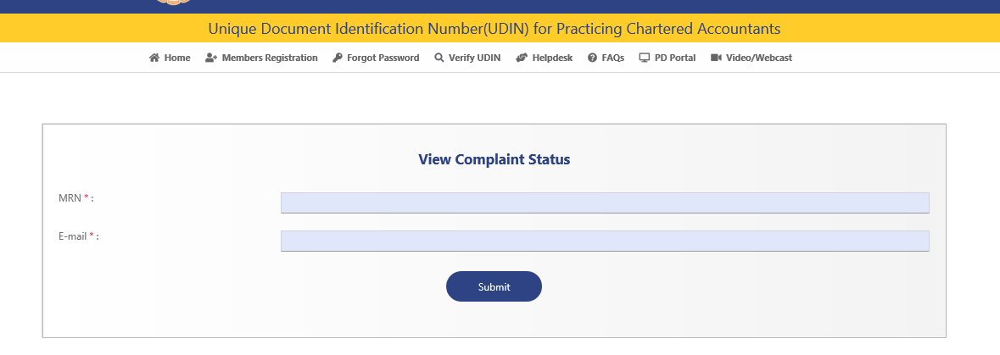 Unique Document Identification Number(UDIN) for Practicing Chartered Accountants
Home Members Registration Forgot Password Verify UDIN Helpdesk FAQs PD Portal Video/Webcast
View Complaint Status
MRN * :
E-mail * :
Submit